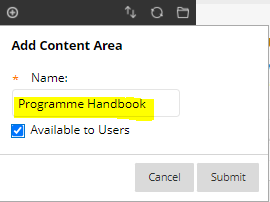 Add Content Area
* Name:
Programme Handbook
Available to Users
Cancel Submit